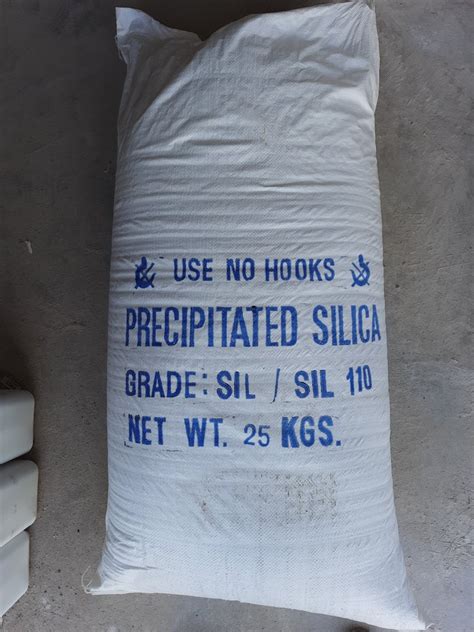 USE NO HOOKS
PRECIPITATED SILICA
GRADE: SIL / SIL 110
NET WT. 25 KGS.